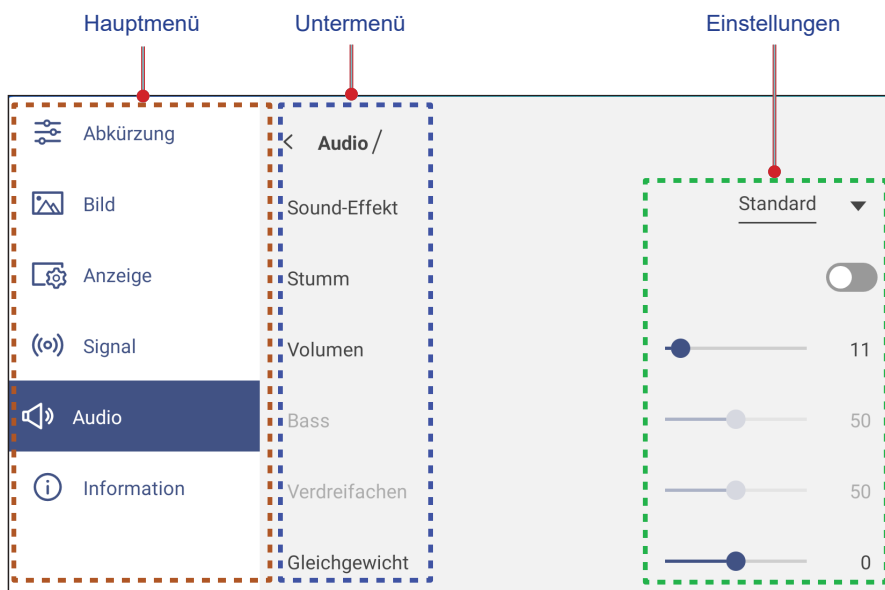 Hauptmenü Untermenü Einstellungen
Abkürzung
Bild
Anzeige
Signal
Audio
Information
< Audio /
Sound-Effekt Standard
Stumm
Volumen 11
Bass 50
Verdreifachen 50
Gleichgewicht 0